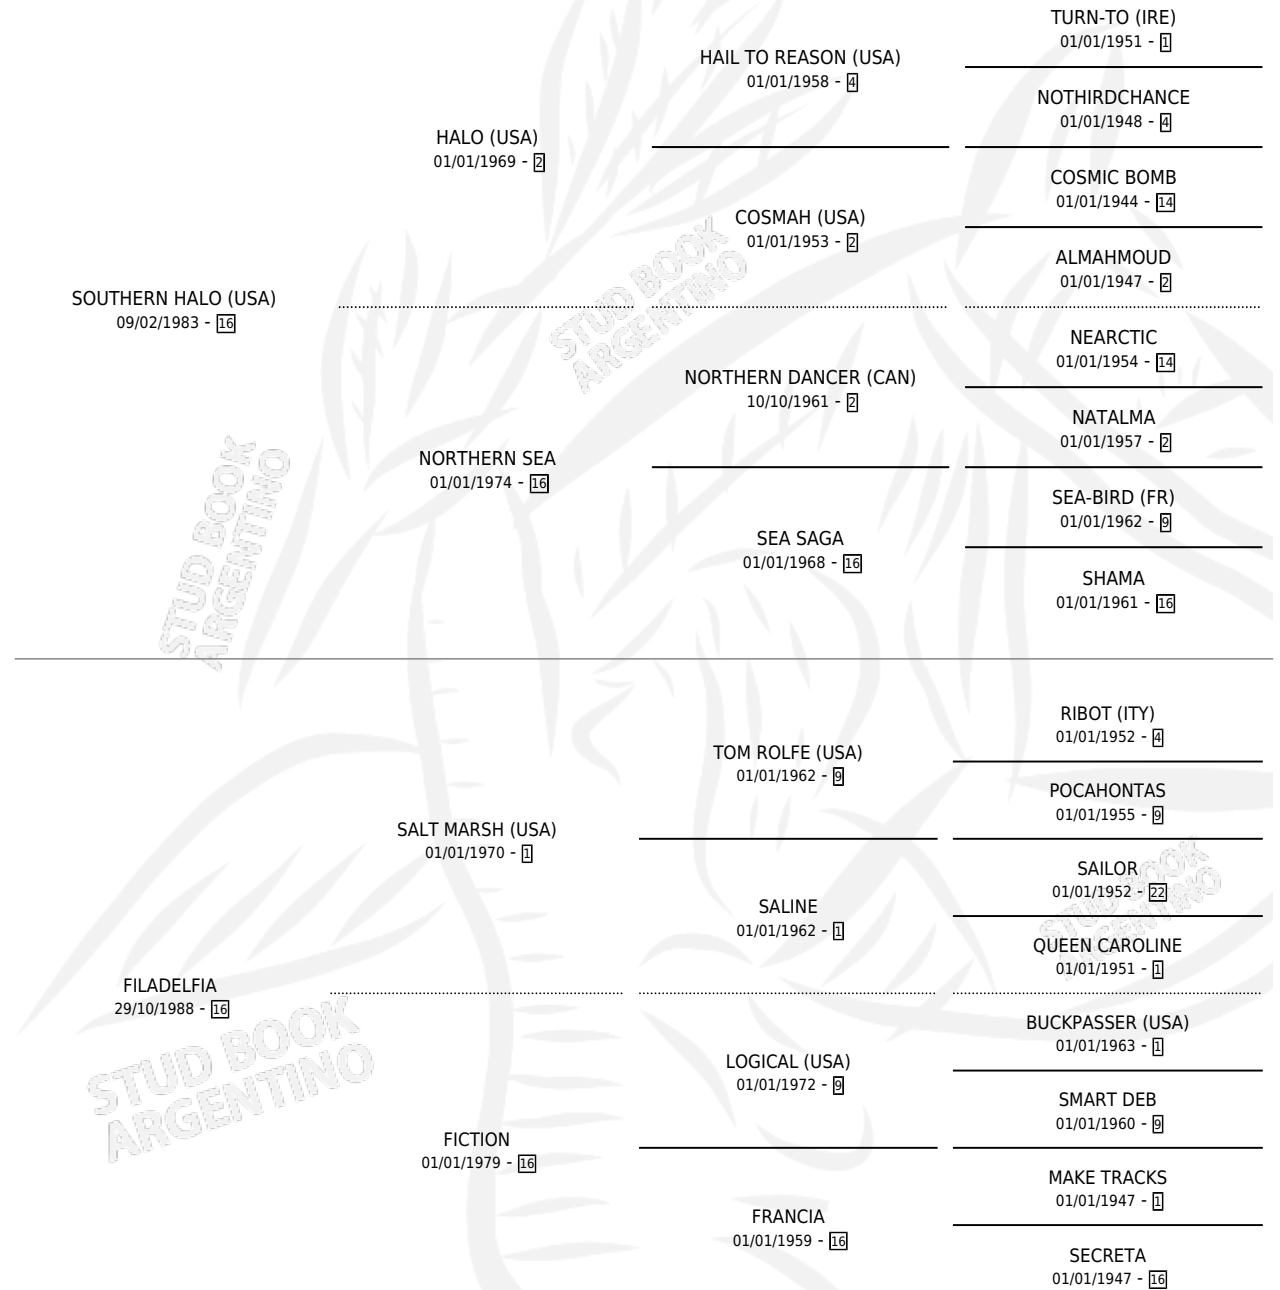 TURN-TO (IRE)
01/01/1951 - 1
HAIL TO REASON (USA)
01/01/1958 - 4
NOTHIRDCHANCE
01/01/1948 - 4
HALO (USA)
01/01/1969 - 2
COSMIC BOMB
01/01/1944 - 14
COSMAH (USA)
01/01/1953 - 2
ALMAHMOUD
01/01/1947 - 2
SOUTHERN HALO (USA)
09/02/1983 - 16
STUD BOOK
ARGENTINO
NEARCTIC
01/01/1954 - 14
NORTHERN DANCER (CAN)
10/10/1961 - 2
NATALMA
01/01/1957 - 2
NORTHERN SEA
01/01/1974 - 16
SEA-BIRD (FR)
01/01/1962 - 9
SEA SAGA
01/01/1968 - 16
SHAMA
01/01/1961 - 16
STUD BOOK
ARGENTINO
RIBOT (ITY)
01/01/1952 - 4
TOM ROLFE (USA)
01/01/1962 - 9
POCAHONTAS
01/01/1955 - 9
SALT MARSH (USA)
01/01/1970 - 1
SAILOR
01/01/1952 - 22
SALINE
01/01/1962 - 1
STUD BOOK
ARGENTINO
QUEEN CAROLINE
01/01/1951 - 1
FILADELFIA
29/10/1988 - 16
STUD BOOK
ARGENTINO
BUCKPASSER (USA)
01/01/1963 - 1
LOGICAL (USA)
01/01/1972 - 9
SMART DEB
01/01/1960 - 9
FICTION
01/01/1979 - 16
MAKE TRACKS
01/01/1947 - 1
FRANCIA
01/01/1959 - 16
SECRETA
01/01/1947 - 16